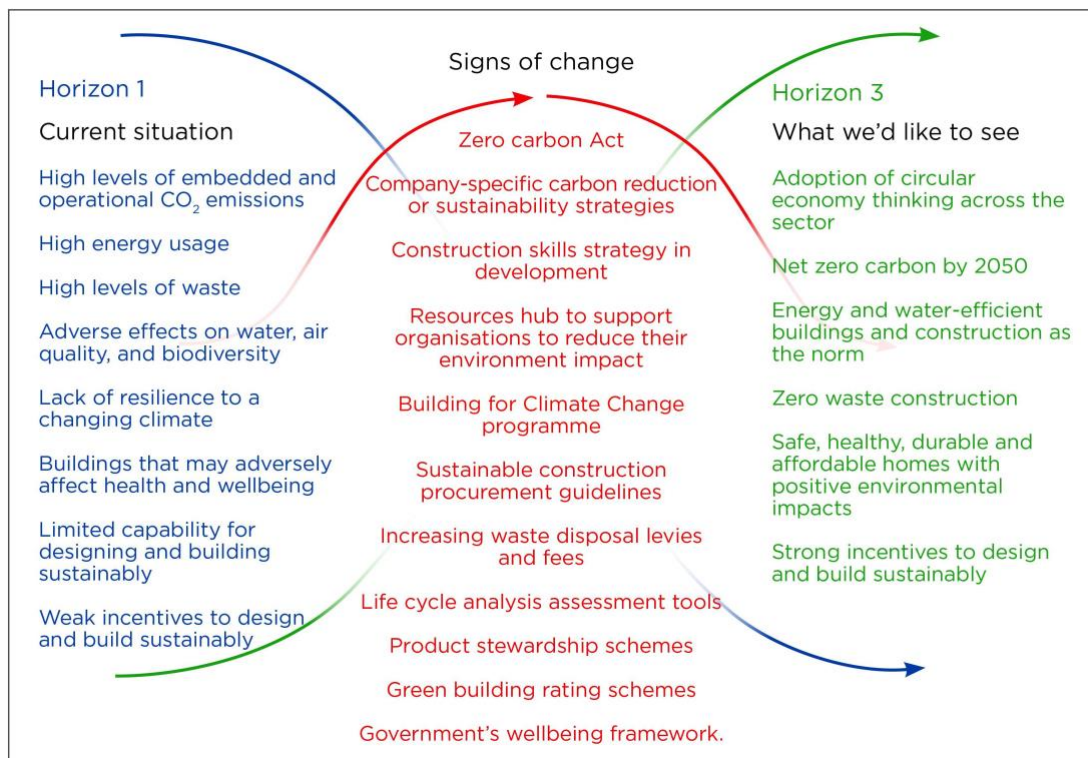 Horizon 1
Current situation
High levels of embedded and
operational CO₂ emissions
High energy usage
High levels of waste
Adverse effects on water, air
quality, and biodiversity
Lack of resilience to a
changing climate
Buildings that may adversely
affect health and wellbeing
Limited capability for
designing and building
sustainably
Weak incentives to design
and build sustainably
Signs of change
Zero carbon Act
Company-specific carbon reduction
or sustainability strategies
Construction skills strategy in
development
Resources hub to support
organisations to reduce their
environment impact
Building for Climate Change
programme
Sustainable construction
procurement guidelines
Increasing waste disposal levies
and fees
Life cycle analysis assessment tools
Product stewardship schemes
Green building rating schemes
Government’s wellbeing framework.
Horizon 3
What we’d like to see
Adoption of circular
economy thinking across the
sector
Net zero carbon by 2050
Energy and water-efficient
buildings and construction as
the norm
Zero waste construction
Safe, healthy, durable and
affordable homes with
positive environmental
impacts
Strong incentives to design
and build sustainably